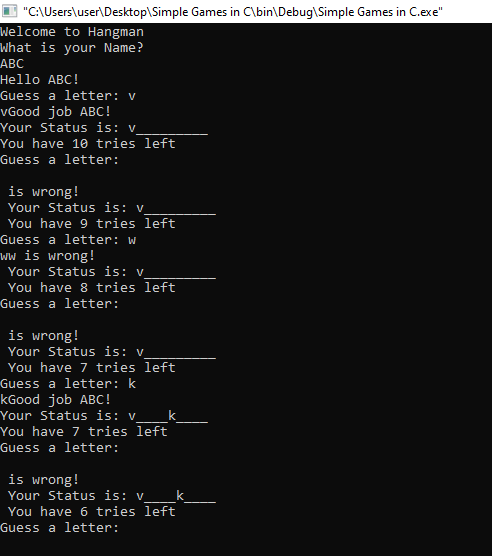 "C:\Users\user\Desktop\Simple Games in C\bin\Debug\Simple Games in C.exe"
Welcome to Hangman
What is your Name?
ABC
Hello ABC!
Guess a letter: v
vGood job ABC!
Your Status is: v_________
You have 10 tries left
Guess a letter:

 is wrong!
 Your Status is: v_________
 You have 9 tries left
Guess a letter: w
ww is wrong!
 Your Status is: v_________
 You have 8 tries left
Guess a letter:

 is wrong!
 Your Status is: v_________
 You have 7 tries left
Guess a letter: k
kGood job ABC!
Your Status is: v____k____
You have 7 tries left
Guess a letter:

 is wrong!
 Your Status is: v____k____
 You have 6 tries left
Guess a letter: